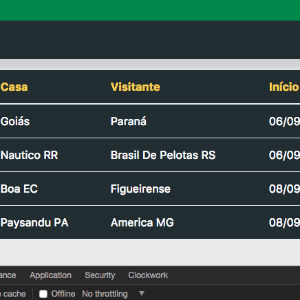 Casa Visitante Início
Goiás Paraná 06/09
Nautico RR Brasil De Pelotas RS 06/09
Boa EC Figueirense 08/09
Paysandu PA America MG 08/09
Application Security Clockwork
cache Offline No throttling